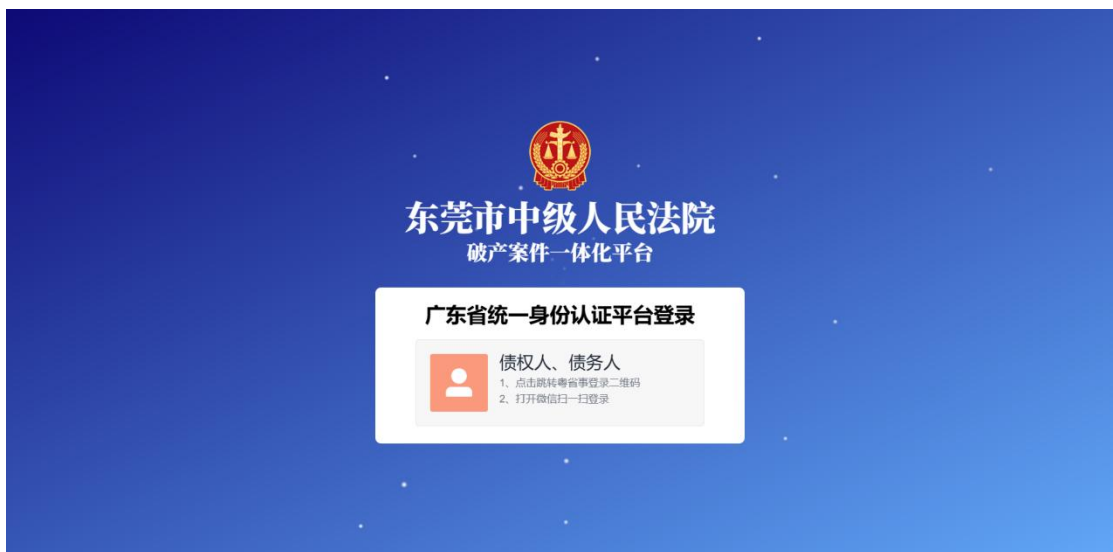 东莞市中级人民法院
破产案件一体化平台
广东省统一身份认证平台登录
债权人、债务人
1、点击跳转粤省事登录二维码
2、打开微信扫一扫登录